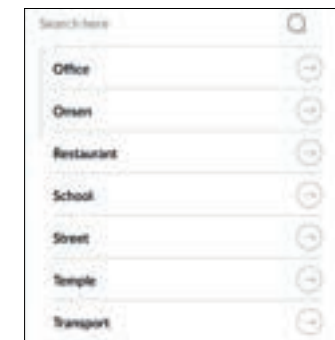 Search here
Office
Onsen
Restaurant
School
Street
Temple
Transport